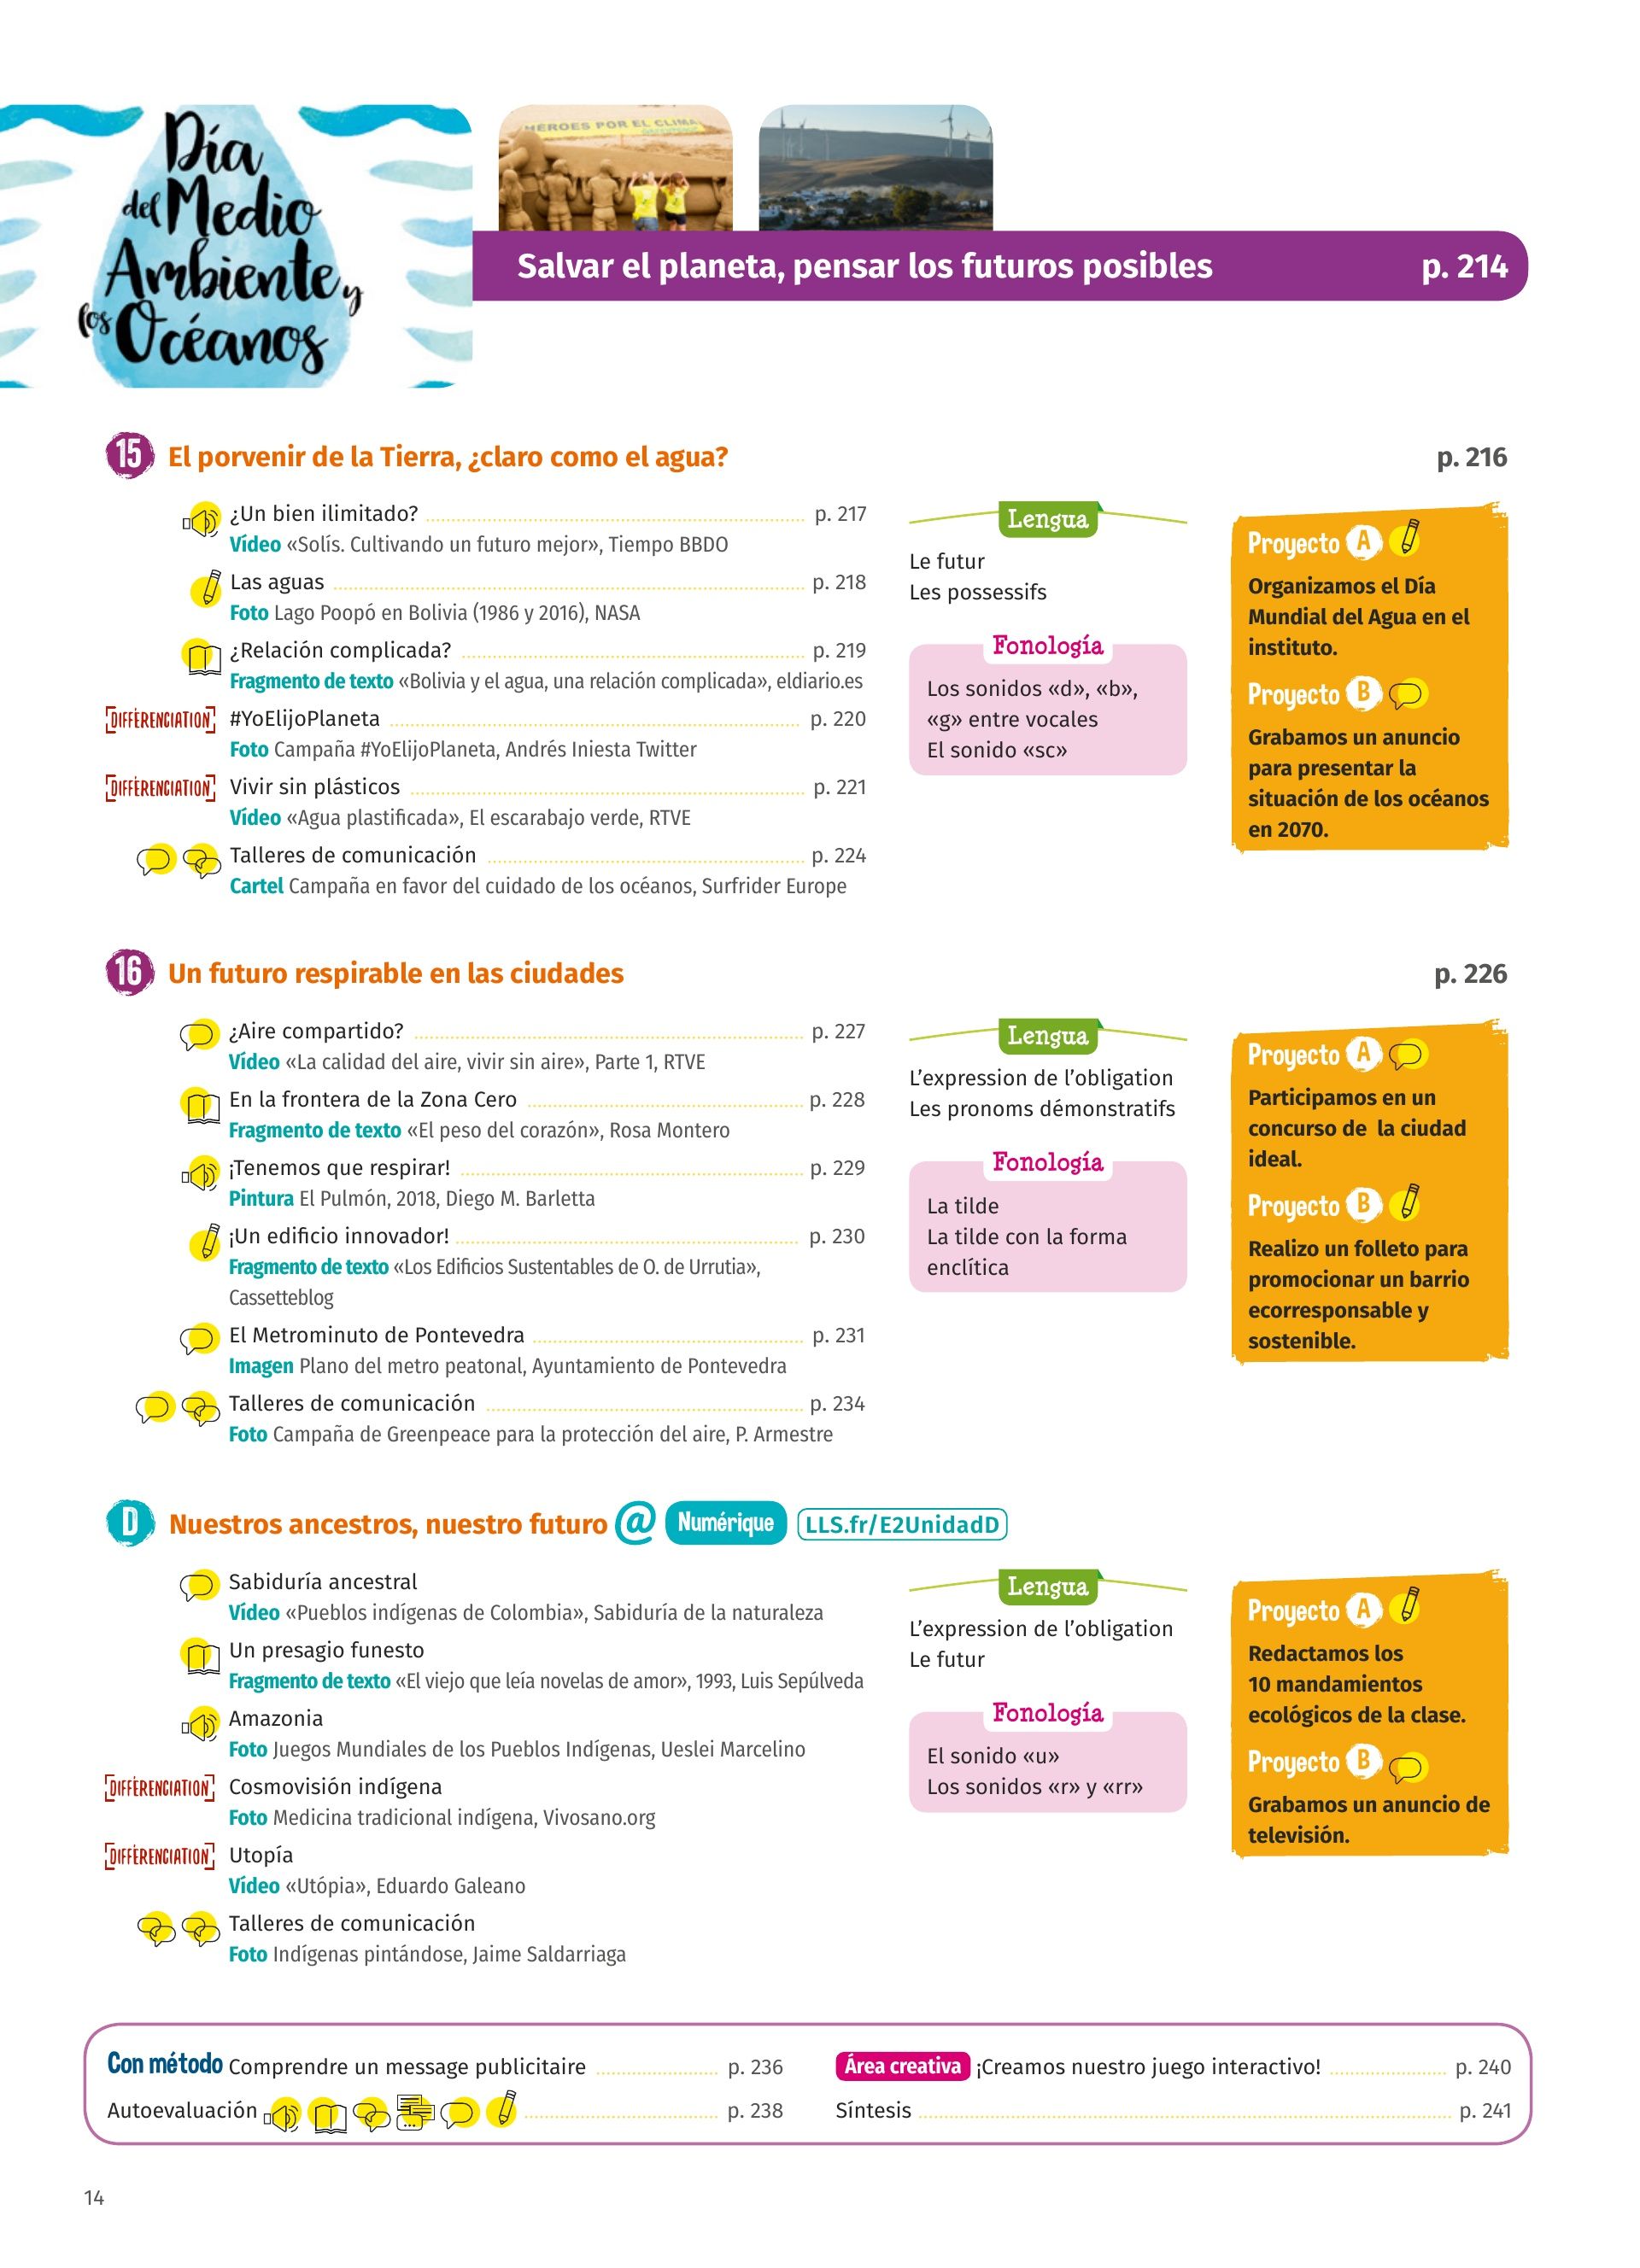 Día
del Medio
Ambiente y
los Océanos
HEROES POR EL CLIMA
Greenpeace
Salvar el planeta, pensar los futuros posibles p. 214
15 El porvenir de la Tierra, ¿claro como el agua? p. 216
¿Un bien ilimitado? p. 217
Vídeo «Solís. Cultivando un futuro mejor», Tiempo BBDO
Las aguas p. 218
Foto Lago Poopó en Bolivia (1986 y 2016), NASA
¿Relación complicada? p. 219
Fragmento de texto «Bolivia y el agua, una relación complicada», eldiario.es
DIFFÉRENCIATION #YoElijoPlaneta p. 220
Foto Campaña #YoElijoPlaneta, Andrés Iniesta Twitter
DIFFÉRENCIATION Vivir sin plásticos p. 221
Vídeo «Agua plastificada», El escarabajo verde, RTVE
Talleres de comunicación p. 224
Cartel Campaña en favor del cuidado de los océanos, Surfrider Europe
Lengua
Le futur
Les possessifs
Fonología
Los sonidos «d», «b»,
«g» entre vocales
El sonido «sc»
Proyecto A
Organizamos el Día
Mundial del Agua en el
instituto.
Proyecto B
Grabamos un anuncio
para presentar la
situación de los océanos
en 2070.
16 Un futuro respirable en las ciudades p. 226
¿Aire compartido? p. 227
Vídeo «La calidad del aire, vivir sin aire», Parte 1, RTVE
En la frontera de la Zona Cero p. 228
Fragmento de texto «El peso del corazón», Rosa Montero
¡Tenemos que respirar! p. 229
Pintura El Pulmón, 2018, Diego M. Barletta
¡Un edificio innovador! p. 230
Fragmento de texto «Los Edificios Sustentables de O. de Urrutia»,
Cassetteblog
El Metrominuto de Pontevedra p. 231
Imagen Plano del metro peatonal, Ayuntamiento de Pontevedra
Talleres de comunicación p. 234
Foto Campaña de Greenpeace para la protección del aire, P. Armestre
Lengua
L'expression de l'obligation
Les pronoms démonstratifs
Fonología
La tilde
La tilde con la forma
enclítica
Proyecto A
Participamos en un
concurso de la ciudad
ideal.
Proyecto B
Realizo un folleto para
promocionar un barrio
ecorresponsable y
sostenible.
D Nuestros ancestros, nuestro futuro @ Numérique LLS.fr/E2UnidadD
Sabiduría ancestral
Vídeo «Pueblos indígenas de Colombia», Sabiduría de la naturaleza
Un presagio funesto
Fragmento de texto «El viejo que leía novelas de amor», 1993, Luis Sepúlveda
Amazonia
Foto Juegos Mundiales de los Pueblos Indígenas, Ueslei Marcelino
DIFFÉRENCIATION Cosmovisión indígena
Foto Medicina tradicional indígena, Vivosano.org
DIFFÉRENCIATION Utopía
Vídeo «Utópia», Eduardo Galeano
Talleres de comunicación
Foto Indígenas pintándose, Jaime Saldarriaga
Lengua
L'expression de l'obligation
Le futur
Fonología
El sonido «u»
Los sonidos «r» y «rr»
Proyecto A
Redactamos los
10 mandamientos
ecológicos de la clase.
Proyecto B
Grabamos un anuncio de
televisión.
Con método Comprendre un message publicitaire p. 236
Autoevaluación p. 238
Área creativa ¡Creamos nuestro juego interactivo! p. 240
Síntesis p. 241
14